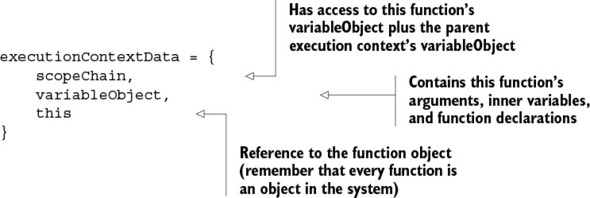 Has access to this function's
variableObject plus the parent
execution context's variableObject
executionContextData = {
scopeChain,
variableObject,
this
}
Contains this function's
arguments, inner variables,
and function declarations
Reference to the function object
(remember that every function is
an object in the system)